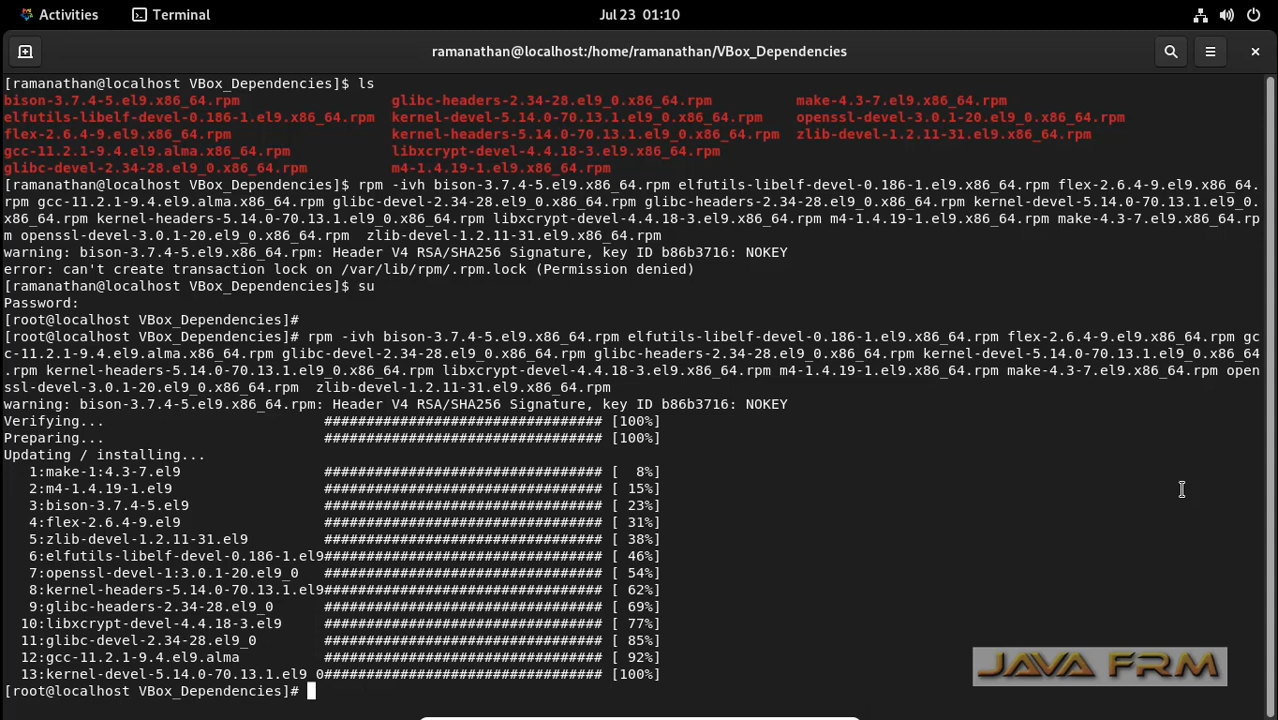 Activities Terminal Jul 23 01:10
ramanathan@localhost:/home/ramanathan/VBox_Dependencies
[ramanathan@localhost VBox_Dependencies]$ ls
bison-3.7.4-5.el9.x86_64.rpm glibc-headers-2.34-28.el9_0.x86_64.rpm make-4.3-7.el9.x86_64.rpm
elfutils-libelf-devel-0.186-1.el9.x86_64.rpm kernel-devel-5.14.0-70.13.1.el9_0.x86_64.rpm openssl-devel-3.0.1-20.el9_0.x86_64.rpm
flex-2.6.4-9.el9.x86_64.rpm kernel-headers-5.14.0-70.13.1.el9_0.x86_64.rpm zlib-devel-1.2.11-31.el9.x86_64.rpm
gcc-11.2.1-9.4.el9.alma.x86_64.rpm libxcrypt-devel-4.4.18-3.el9.x86_64.rpm
glibc-devel-2.34-28.el9_0.x86_64.rpm m4-1.4.19-1.el9.x86_64.rpm
[ramanathan@localhost VBox_Dependencies]$ rpm -ivh bison-3.7.4-5.el9.x86_64.rpm elfutils-libelf-devel-0.186-1.el9.x86_64.rpm flex-2.6.4-9.el9.x86_64.
rpm gcc-11.2.1-9.4.el9.alma.x86_64.rpm glibc-devel-2.34-28.el9_0.x86_64.rpm glibc-headers-2.34-28.el9_0.x86_64.rpm kernel-devel-5.14.0-70.13.1.el9_0.
x86_64.rpm kernel-headers-5.14.0-70.13.1.el9_0.x86_64.rpm libxcrypt-devel-4.4.18-3.el9.x86_64.rpm m4-1.4.19-1.el9.x86_64.rpm make-4.3-7.el9.x86_64.rp
m openssl-devel-3.0.1-20.el9_0.x86_64.rpm  zlib-devel-1.2.11-31.el9.x86_64.rpm
warning: bison-3.7.4-5.el9.x86_64.rpm: Header V4 RSA/SHA256 Signature, key ID b86b3716: NOKEY
error: can't create transaction lock on /var/lib/rpm/.rpm.lock (Permission denied)
[ramanathan@localhost VBox_Dependencies]$ su
Password:
[root@localhost VBox_Dependencies]#
[root@localhost VBox_Dependencies]# rpm -ivh bison-3.7.4-5.el9.x86_64.rpm elfutils-libelf-devel-0.186-1.el9.x86_64.rpm flex-2.6.4-9.el9.x86_64.rpm gc
c-11.2.1-9.4.el9.alma.x86_64.rpm glibc-devel-2.34-28.el9_0.x86_64.rpm glibc-headers-2.34-28.el9_0.x86_64.rpm kernel-devel-5.14.0-70.13.1.el9_0.x86_64
.rpm kernel-headers-5.14.0-70.13.1.el9_0.x86_64.rpm libxcrypt-devel-4.4.18-3.el9.x86_64.rpm m4-1.4.19-1.el9.x86_64.rpm make-4.3-7.el9.x86_64.rpm open
ssl-devel-3.0.1-20.el9_0.x86_64.rpm  zlib-devel-1.2.11-31.el9.x86_64.rpm
warning: bison-3.7.4-5.el9.x86_64.rpm: Header V4 RSA/SHA256 Signature, key ID b86b3716: NOKEY
Verifying... ################################# [100%]
Preparing... ################################# [100%]
Updating / installing...
1:make-1:4.3-7.el9 ################################# [ 8%]
2:m4-1.4.19-1.el9 ################################# [ 15%]
3:bison-3.7.4-5.el9 ################################# [ 23%]
4:flex-2.6.4-9.el9 ################################# [ 31%]
5:zlib-devel-1.2.11-31.el9 ################################# [ 38%]
6:elfutils-libelf-devel-0.186-1.el9################################# [ 46%]
7:openssl-devel-1:3.0.1-20.el9_0 ################################# [ 54%]
8:kernel-headers-5.14.0-70.13.1.el9################################# [ 62%]
9:glibc-headers-2.34-28.el9_0 ################################# [ 69%]
10:libxcrypt-devel-4.4.18-3.el9 ################################# [ 77%]
11:glibc-devel-2.34-28.el9_0 ################################# [ 85%]
12:gcc-11.2.1-9.4.el9.alma ################################# [ 92%]
13:kernel-devel-5.14.0-70.13.1.el9_0################################# [100%]
[root@localhost VBox_Dependencies]#
JAVA FRM